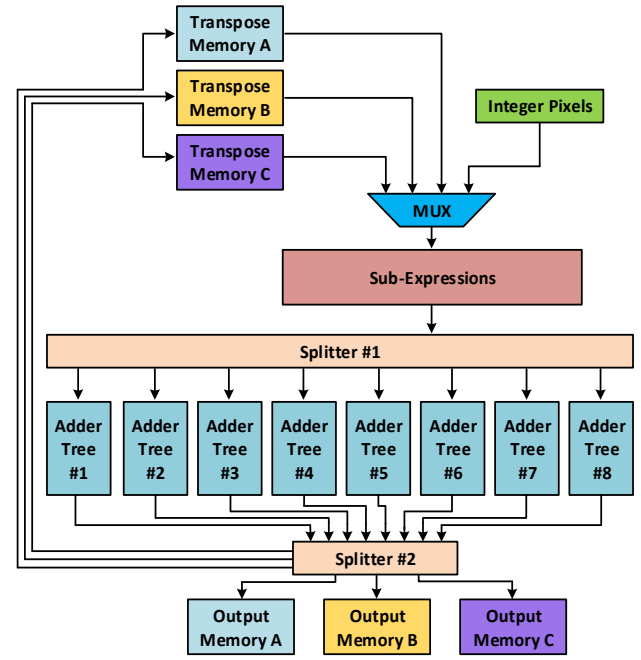 Transpose
Memory A
Transpose
Memory B
Integer Pixels
Transpose
Memory C
MUX
Sub-Expressions
Splitter #1
Adder
Tree
#1
Adder
Tree
#2
Adder
Tree
#3
Adder
Tree
#4
Adder
Tree
#5
Adder
Tree
#6
Adder
Tree
#7
Adder
Tree
#8
Splitter #2
Output
Memory A
Output
Memory B
Output
Memory C